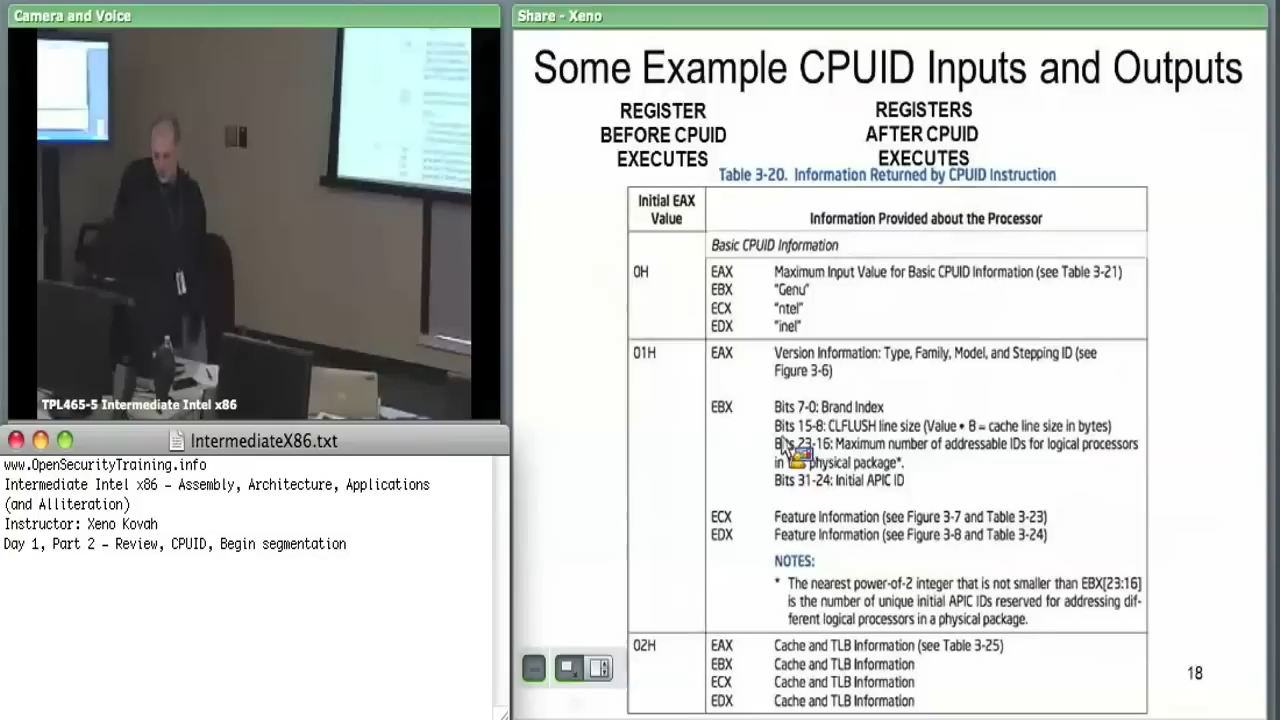 Camera and Voice
TPL465-5 Intermediate Intel x86
IntermediateX86.txt
www.OpenSecurityTraining.info
Intermediate Intel x86 – Assembly, Architecture, Applications
(and Alliteration)
Instructor: Xeno Kovah
Day 1, Part 2 – Review, CPUID, Begin segmentation
Share - Xeno
Some Example CPUID Inputs and Outputs
REGISTER
BEFORE CPUID
EXECUTES
REGISTERS
AFTER CPUID
EXECUTES
Table 3-20. Information Returned by CPUID Instruction
Initial EAX
Value
Information Provided about the Processor
Basic CPUID Information
0H
EAX Maximum Input Value for Basic CPUID Information (see Table 3-21)
EBX "Genu"
ECX "ntel"
EDX "inel"
01H
EAX Version Information: Type, Family, Model, and Stepping ID (see
Figure 3-6)
EBX Bits 7-0: Brand Index
Bits 15-8: CLFLUSH line size (Value • 8 = cache line size in bytes)
Bits 23-16: Maximum number of addressable IDs for logical processors
in physical package*.
Bits 31-24: Initial APIC ID
ECX Feature Information (see Figure 3-7 and Table 3-23)
EDX Feature Information (see Figure 3-8 and Table 3-24)
NOTES:
* The nearest power-of-2 integer that is not smaller than EBX[23:16]
is the number of unique initial APIC IDs reserved for addressing dif-
ferent logical processors in a physical package.
02H
EAX Cache and TLB Information (see Table 3-25)
EBX Cache and TLB Information
ECX Cache and TLB Information
EDX Cache and TLB Information
18